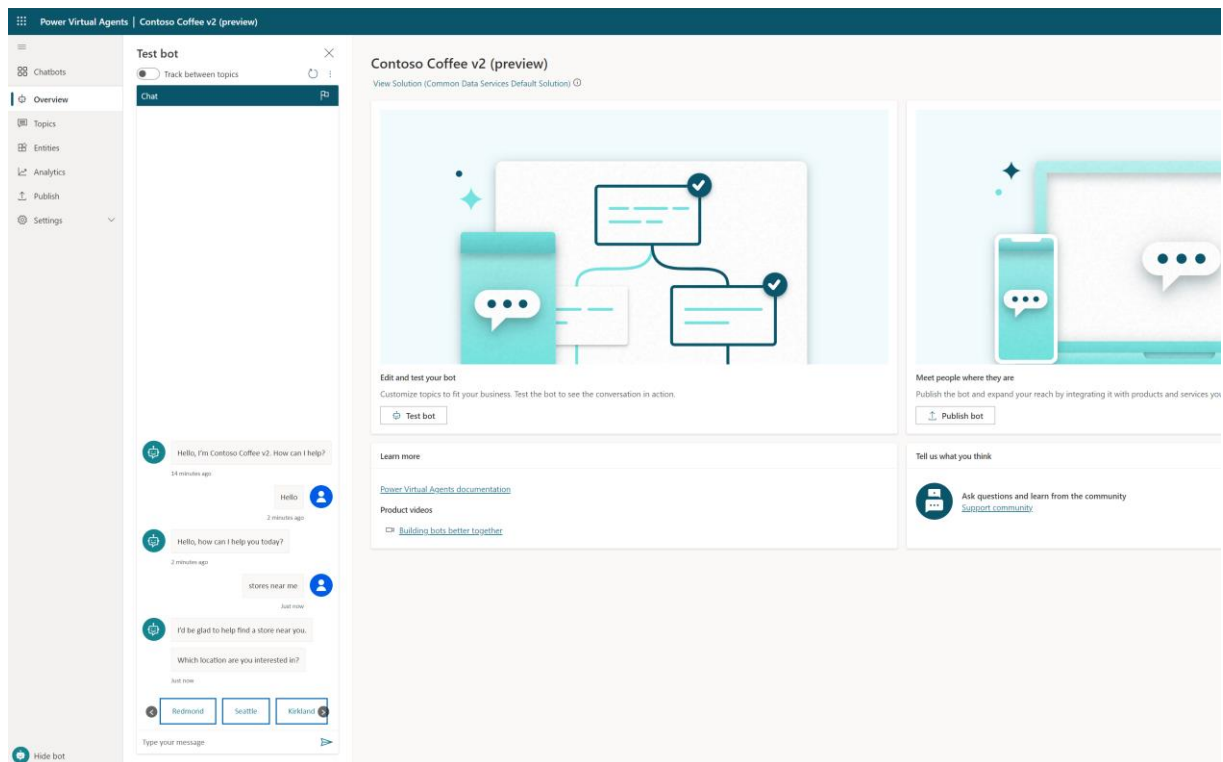 Power Virtual Agents | Contoso Coffee v2 (preview)
Chatbots
Overview
Topics
Entities
Analytics
Publish
Settings
Hide bot
Test bot
Track between topics
Chat
Hello, I'm Contoso Coffee v2. How can I help?
14 minutes ago
Hello
2 minutes ago
Hello, how can I help you today?
2 minutes ago
stores near me
Just now
I'd be glad to help find a store near you.
Which location are you interested in?
Just now
Redmond Seattle Kirkland
Type your message
Contoso Coffee v2 (preview)
View Solution (Common Data Services Default Solution)
Edit and test your bot
Customize topics to fit your business. Test the bot to see the conversation in action.
Test bot
Meet people where they are
Publish the bot and expand your reach by integrating it with products and services you
Publish bot
Learn more
Power Virtual Agents documentation
Product videos
Building bots better together
Tell us what you think
Ask questions and learn from the community
Support community